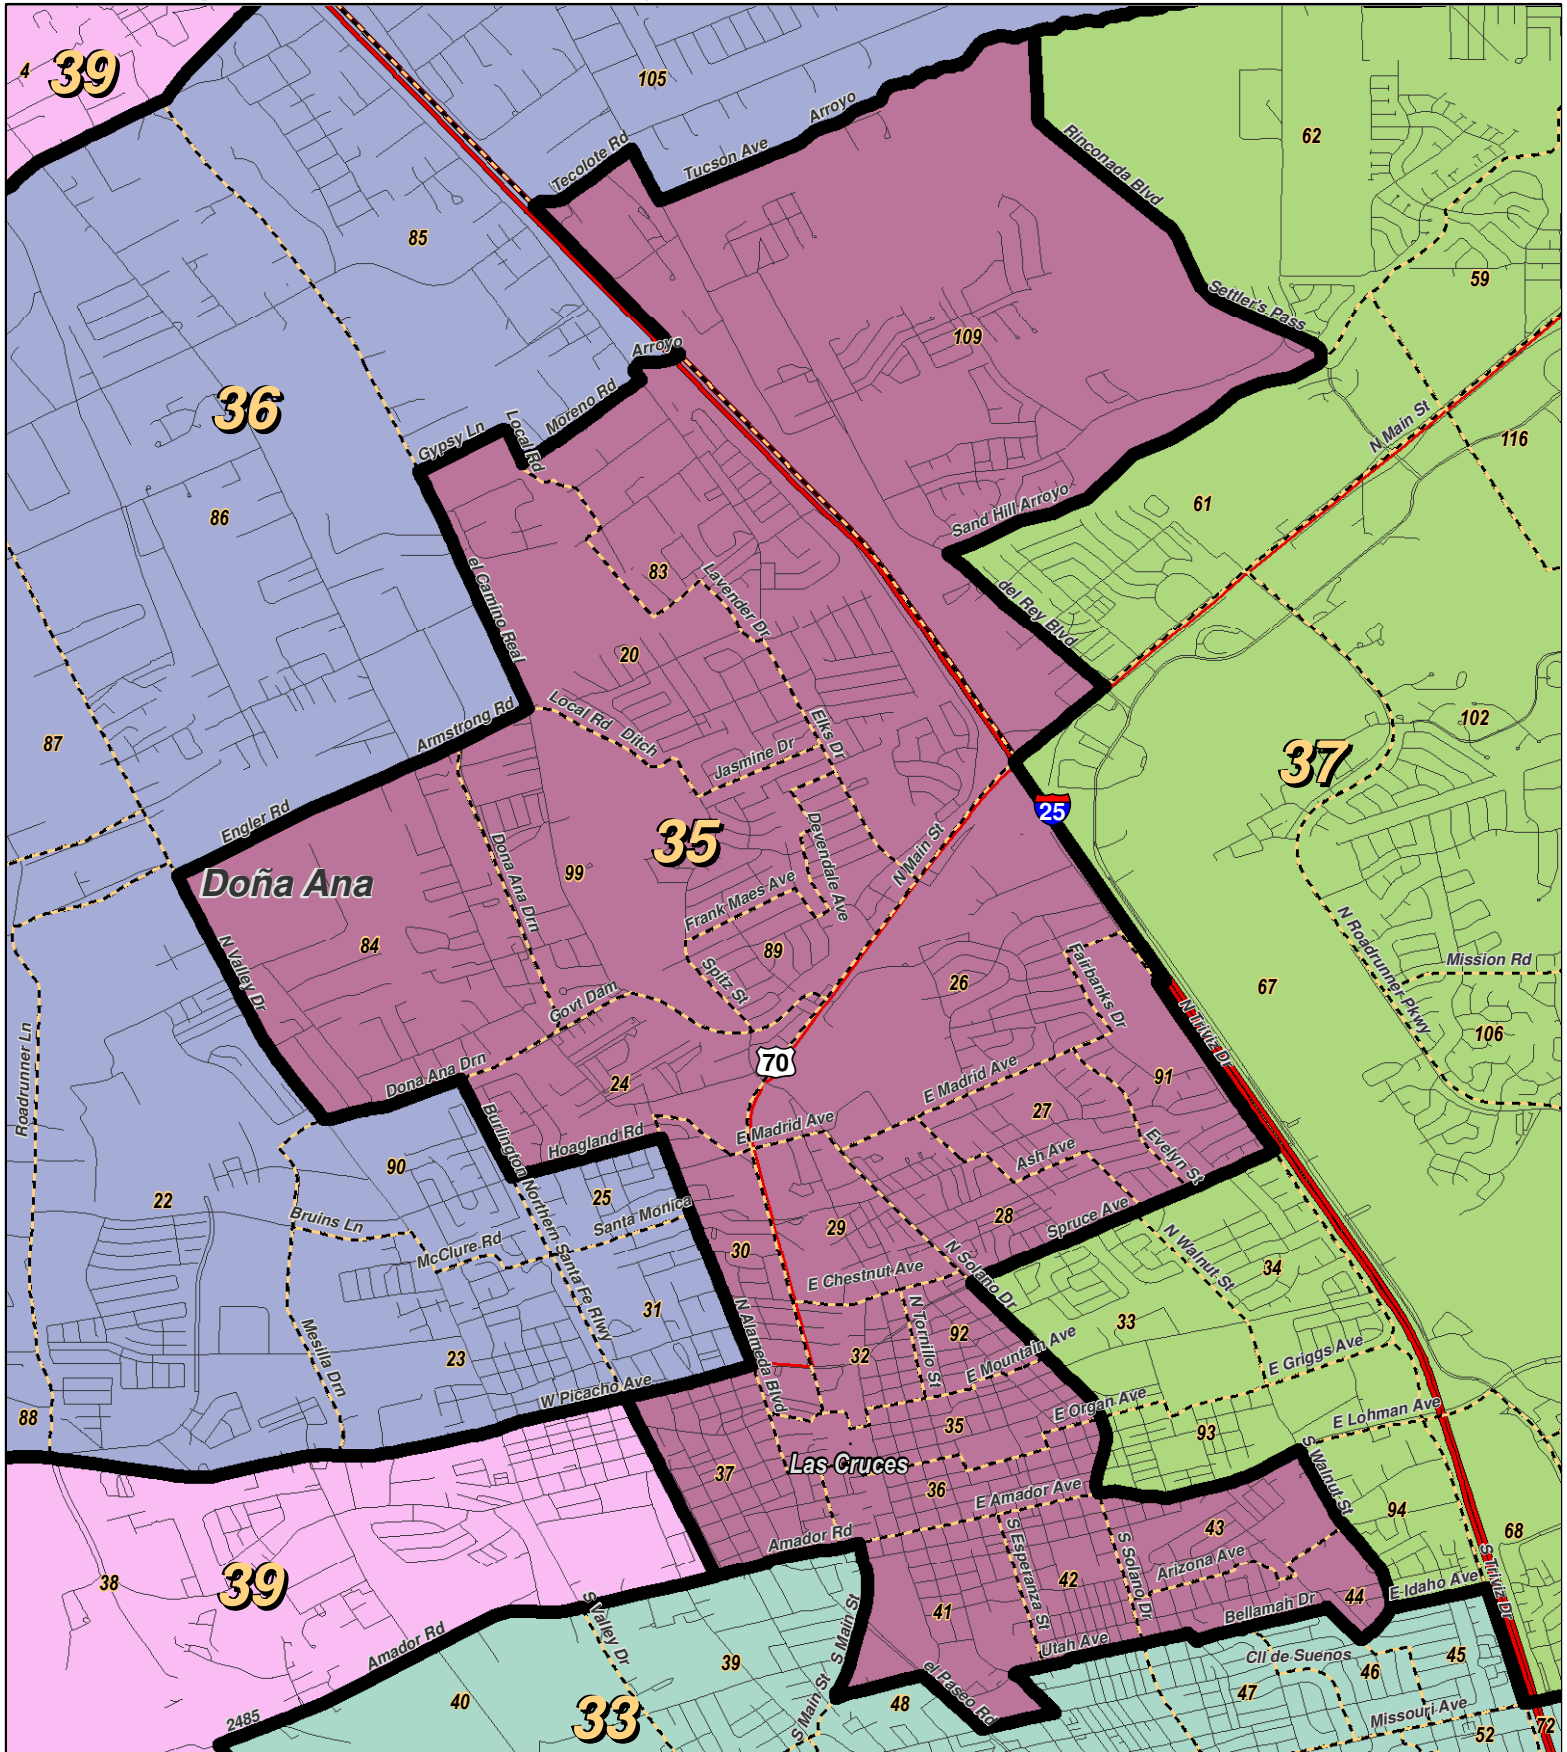 4
39
105
Tecolote Rd
Tucson Ave
Arroyo
62
Rinconada Blvd
85
59
Settler's Pass
Arroyo
109
36
Gypsy Ln
Local Rd
Moreno Rd
N Main St
116
86
Sand Hill Arroyo
61
el Camino Real
83
Lavender Dr
del Rey Blvd
20
Local Rd
Ditch
Elks Dr
Jasmine Dr
Armstrong Rd
87
102
37
25
Engler Rd
35
Devendale Ave
N Main St
Doña Ana
Dona Ana Drn
99
Frank Maes Ave
89
84
N Valley Dr
Spitz St
26
Fairbanks Dr
N Roadrunner Pkwy
Mission Rd
67
Govt Dam
N Triviz Dr
106
Roadrunner Ln
Dona Ana Drn
70
24
E Madrid Ave
91
27
Burlington Northern Santa Fe Rlwy
Hoagland Rd
E Madrid Ave
Ash Ave
Evelyn St
90
22
25
Santa Monica
Bruins Ln
McClure Rd
29
28
Spruce Ave
30
N Walnut St
34
E Chestnut Ave
N Solano Dr
31
N Alameda Blvd
N Tornillo St
92
33
Mesilla Drn
23
32
E Mountain Ave
E Griggs Ave
W Picacho Ave
88
35
E Organ Ave
E Lohman Ave
93
S Walnut St
Las Cruces
37
36
E Amador Ave
94
Amador Rd
S Esperanza St
S Solano Dr
43
68
39
38
42
Arizona Ave
S Triviz Dr
E Idaho Ave
44
S Valley Dr
S Main St
41
Bellamah Dr
Amador Rd
Utah Ave
39
Cll de Suenos
45
46
el Paseo Rd
47
40
2485
33
S Main St
48
Missouri Ave
52
72